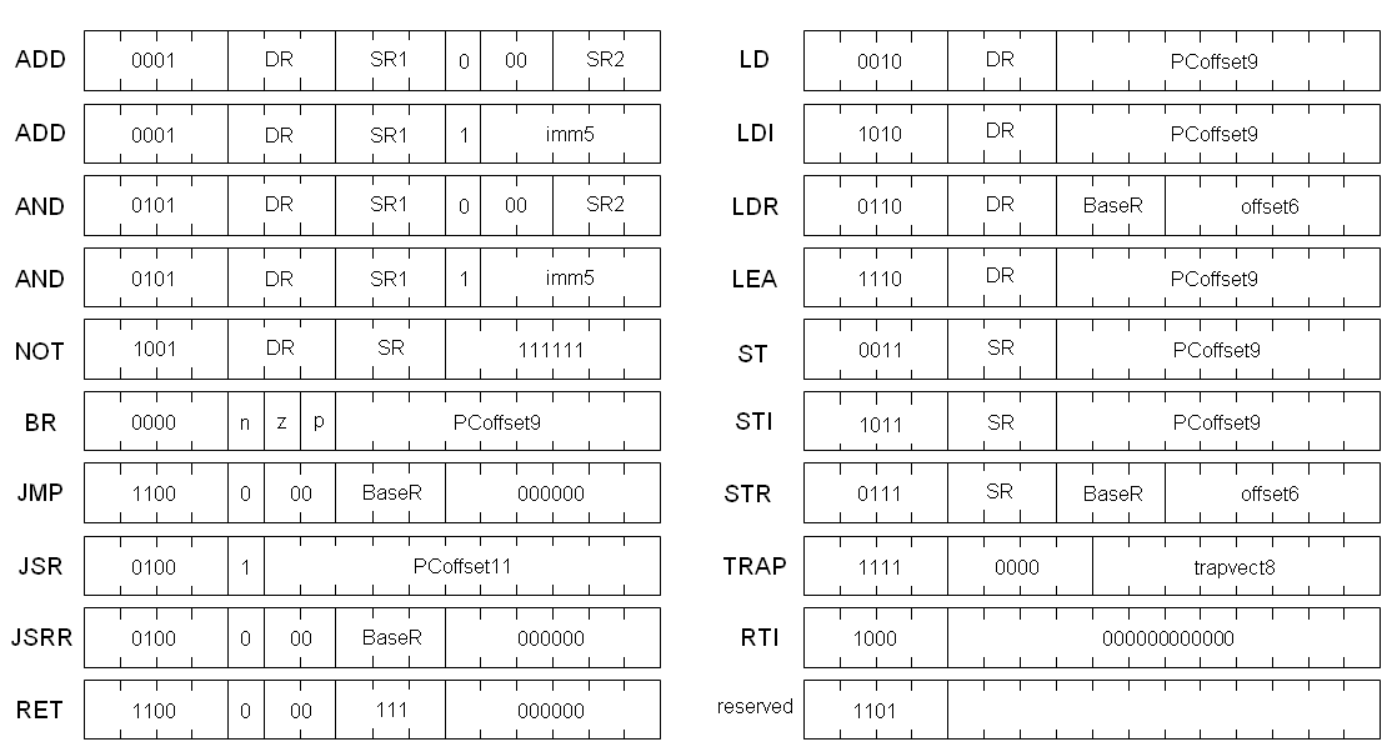 ADD 0001 DR SR1 0 00 SR2
ADD 0001 DR SR1 1 imm5
AND 0101 DR SR1 0 00 SR2
AND 0101 DR SR1 1 imm5
NOT 1001 DR SR 111111
BR 0000 n z p PCoffset9
JMP 1100 0 00 BaseR 000000
JSR 0100 1 PCoffset11
JSRR 0100 0 00 BaseR 000000
RET 1100 0 00 111 000000
LD 0010 DR PCoffset9
LDI 1010 DR PCoffset9
LDR 0110 DR BaseR offset6
LEA 1110 DR PCoffset9
ST 0011 SR PCoffset9
STI 1011 SR PCoffset9
STR 0111 SR BaseR offset6
TRAP 1111 0000 trapvect8
RTI 1000 000000000000
reserved 1101